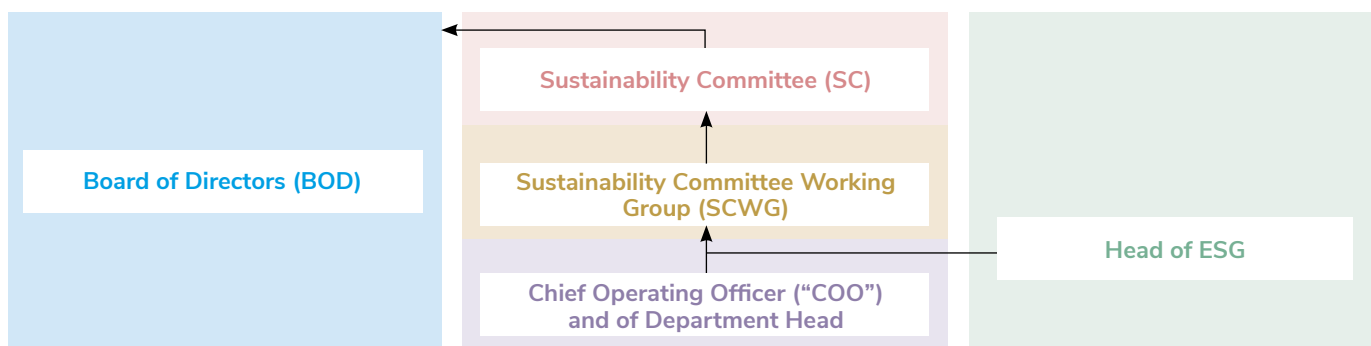 Board of Directors (BOD)
Sustainability Committee (SC)
Sustainability Committee Working
Group (SCWG)
Chief Operating Officer (“COO”)
and of Department Head
Head of ESG